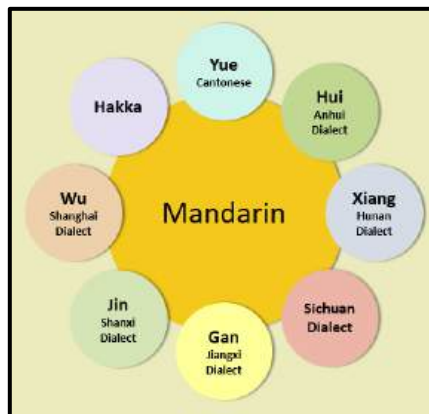 Yue
Cantonese
Hui
Anhui
Dialect
Xiang
Hunan
Dialect
Sichuan
Dialect
Gan
Jiangxi
Dialect
Jin
Shanxi
Dialect
Wu
Shanghai
Dialect
Hakka
Mandarin